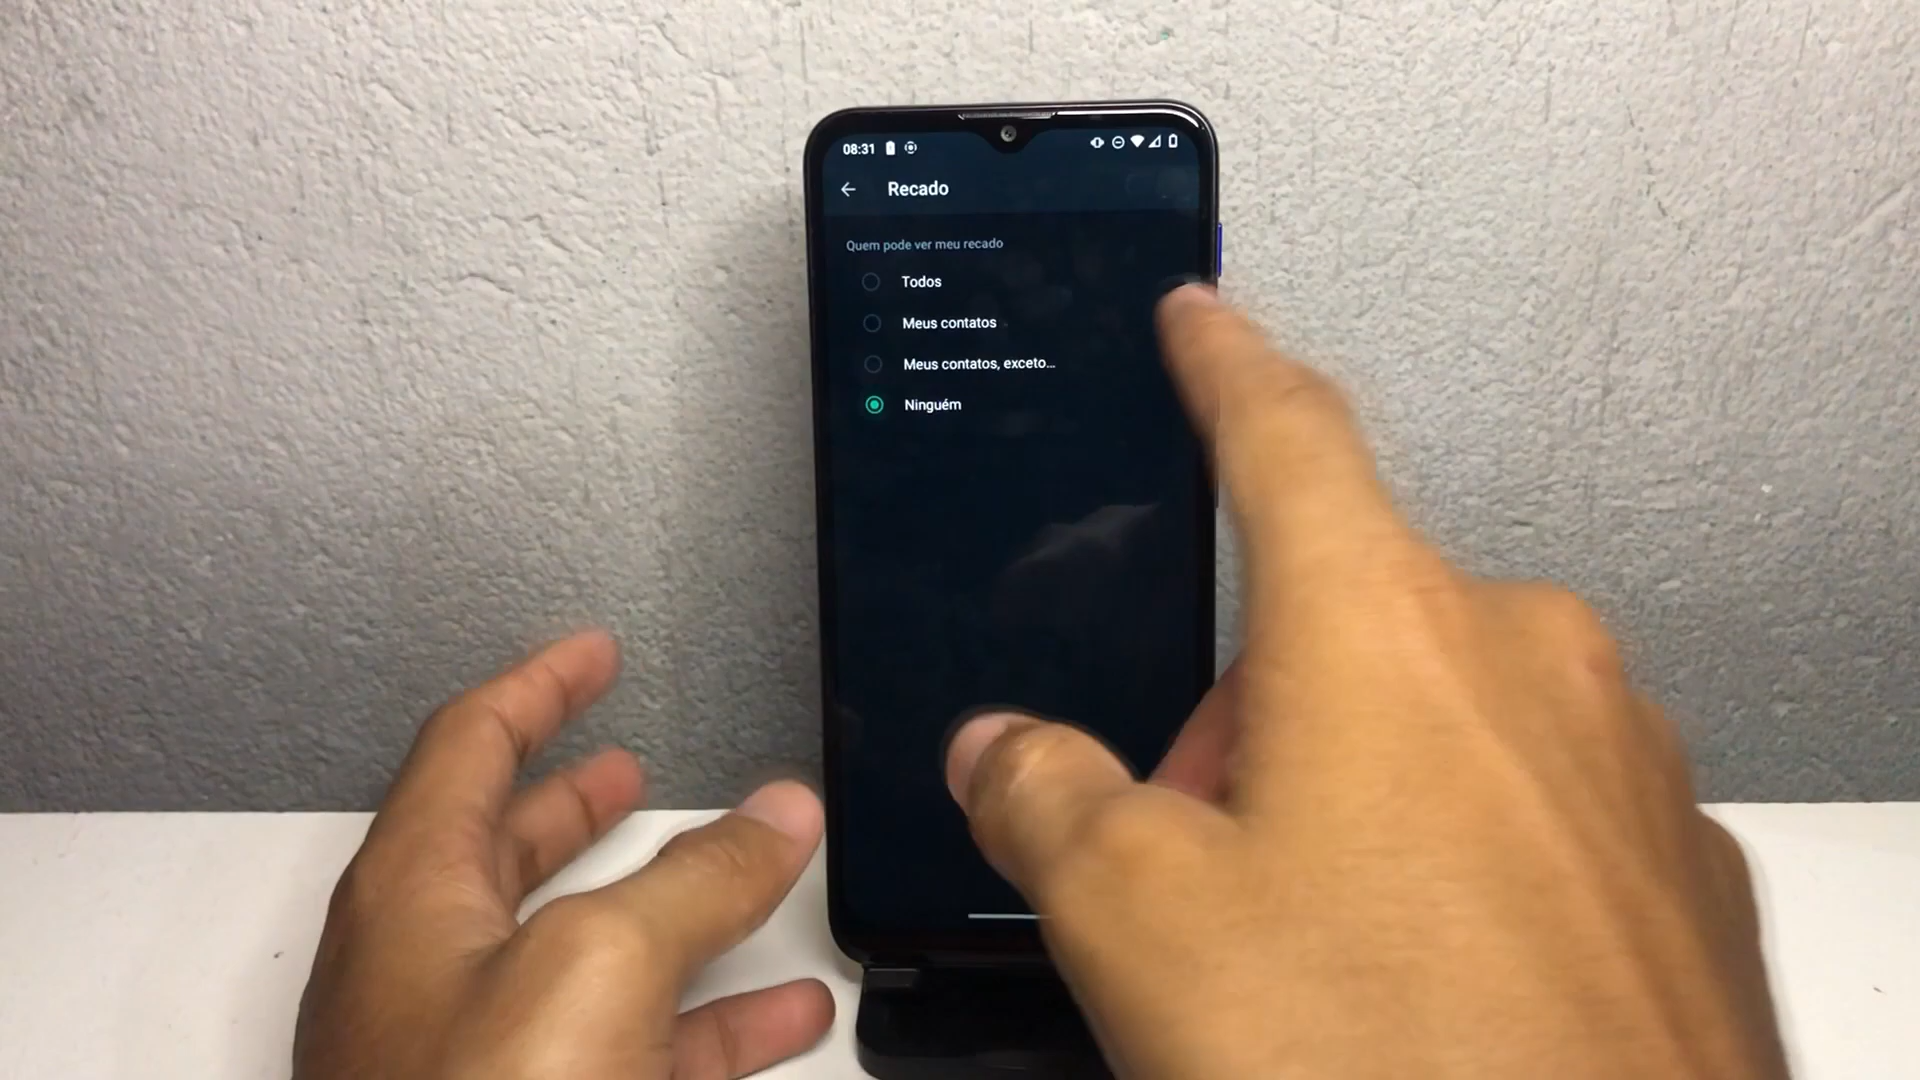 08:31
Recado
Quem pode ver meu recado
Todos
Meus contatos
Meus contatos, exceto...
Ninguém